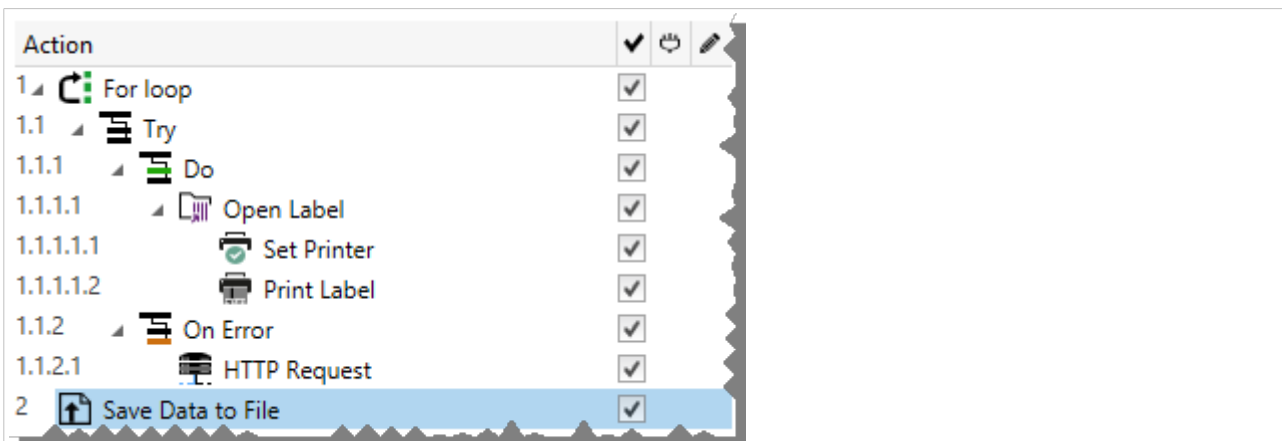 Action
1 For loop
1.1 Try
1.1.1 Do
1.1.1.1 Open Label
1.1.1.1.1 Set Printer
1.1.1.1.2 Print Label
1.1.2 On Error
1.1.2.1 HTTP Request
2 Save Data to File